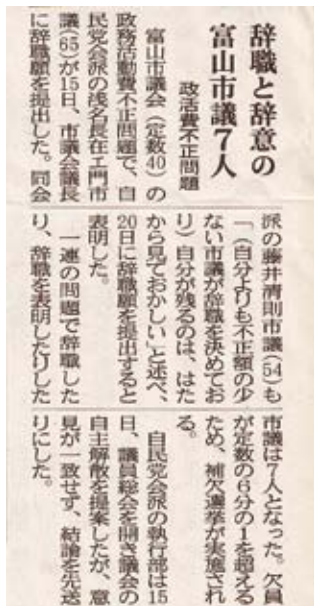 辞職と辞意の
富山市議7人
政活費不正問題
富山市議会(定数40)の
政務活動費不正問題で、自
民党会派の浅名長在エ門市
議(65)が15日、市議会議長
に辞職願を提出した。同会
派の藤井清則市議(54)も
「(自分よりも不正額の少
ない市議が辞職を決めてお
り)自分が残るのは、はた
から見ておかしい」と述べ、
20日に辞職願を提出すると
表明した。
一連の問題で辞職した
り、辞職を表明したりした
市議は7人となった。欠員
が定数の6分の1を超える
ため、補欠選挙が実施され
る。
自民党会派の執行部は15
日、議員総会を開き議会の
自主解散を提案したが、意
見が一致せず、結論を先送
りにした。